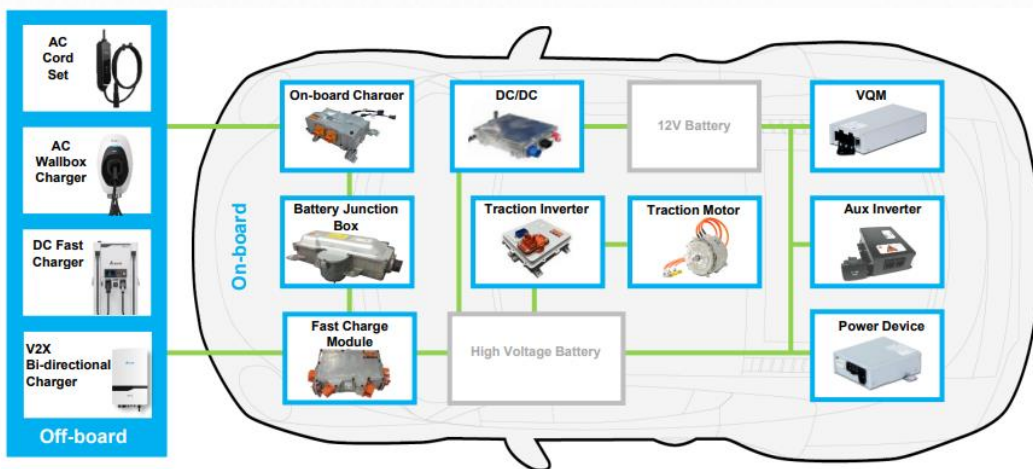 AC
Cord
Set
AC
Wallbox
Charger
DC Fast
Charger
V2X
Bi-directional
Charger
Off-board
On-board
On-board Charger
DC/DC
12V Battery
VQM
Battery Junction
Box
Traction Inverter
Traction Motor
Aux Inverter
Fast Charge
Module
High Voltage Battery
Power Device